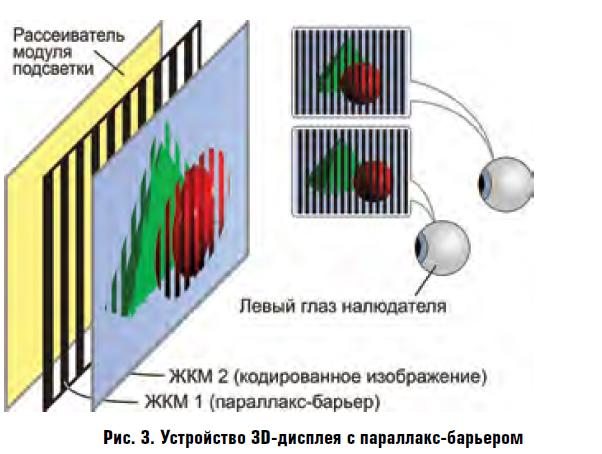 Рассеиватель
модуля
подсветки
Левый глаз налюдателя
ЖКМ 2 (кодированное изображение)
ЖКМ 1 (параллакс-барьер)
Рис. 3. Устройство 3D-дисплея с параллакс-барьером